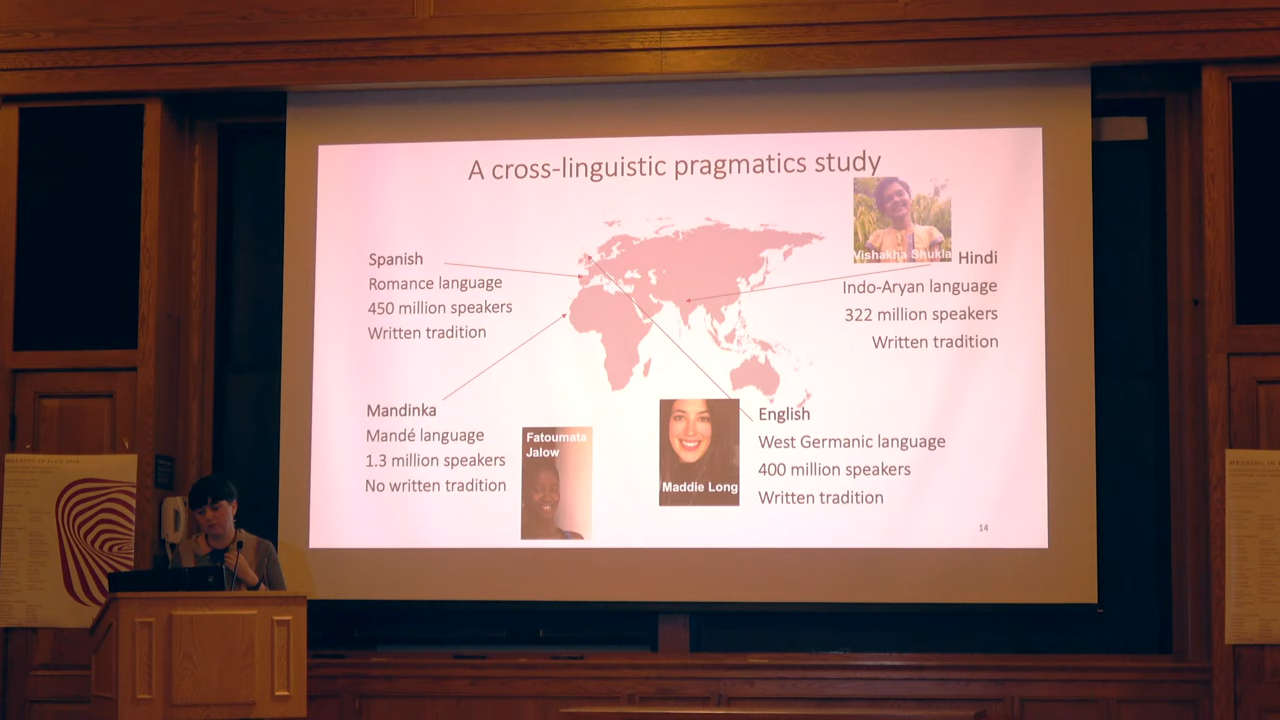 A cross-linguistic pragmatics study
Spanish
Romance language
450 million speakers
Written tradition
Vishakha Shukla
Hindi
Indo-Aryan language
322 million speakers
Written tradition
Mandinka
Mandé language
1.3 million speakers
No written tradition
Fatoumata
Jalow
Maddie Long
English
West Germanic language
400 million speakers
Written tradition
14